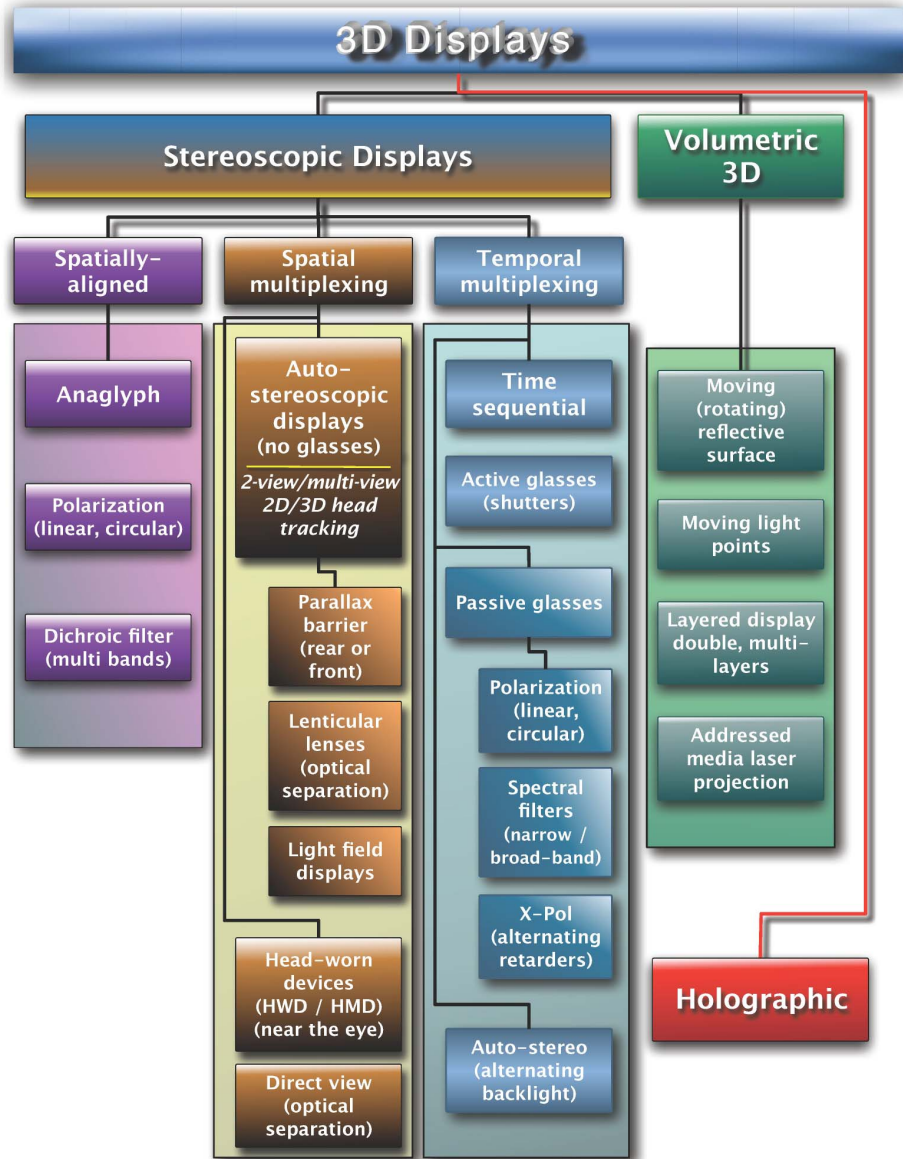 3D Displays
Stereoscopic Displays
Volumetric
3D
Spatially-
aligned
Spatial
multiplexing
Temporal
multiplexing
Anaglyph
Polarization
(linear, circular)
Dichroic filter
(multi bands)
Auto-
stereoscopic
displays
(no glasses)
2-view/multi-view
2D/3D head
tracking
Parallax
barrier
(rear or
front)
Lenticular
lenses
(optical
separation)
Light field
displays
Head-worn
devices
(HWD / HMD)
(near the eye)
Direct view
(optical
separation)
Time
sequential
Active glasses
(shutters)
Passive glasses
Polarization
(linear,
circular)
Spectral
filters
(narrow /
broad-band)
X-Pol
(alternating
retarders)
Auto-stereo
(alternating
backlight)
Moving
(rotating)
reflective
surface
Moving light
points
Layered display
double, multi-
layers
Addressed
media laser
projection
Holographic